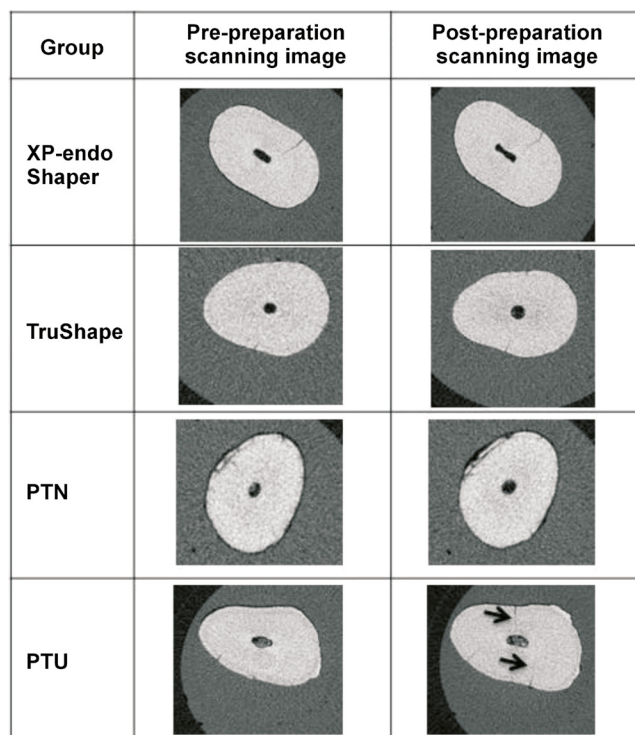 Group
Pre-preparation
scanning image
Post-preparation
scanning image
XP-endo
Shaper
TruShape
PTN
PTU